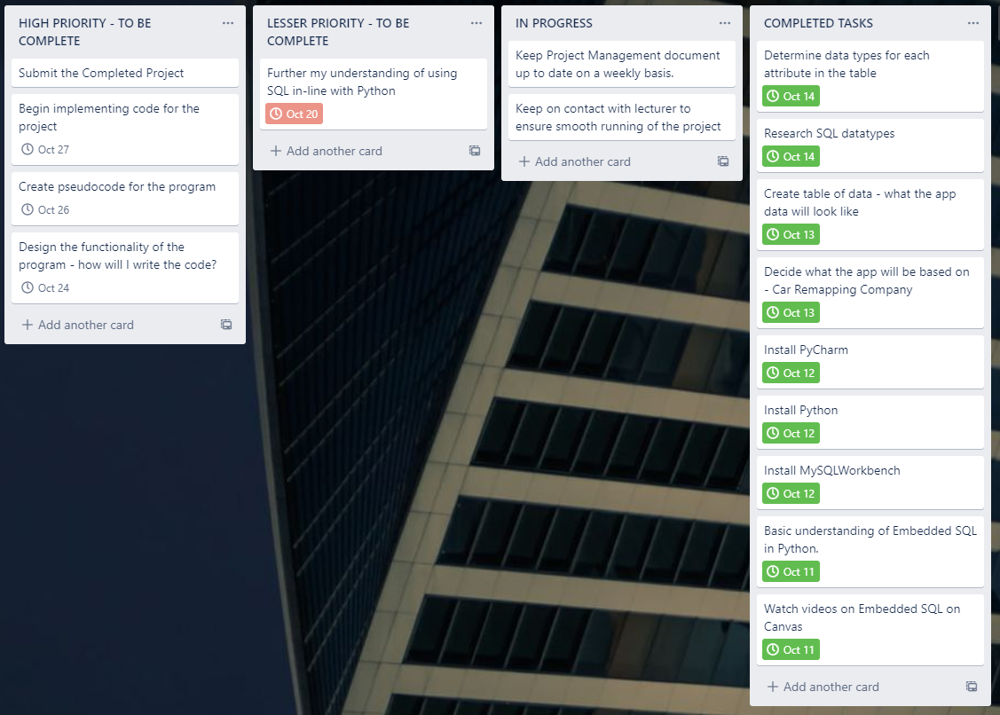 HIGH PRIORITY - TO BE
COMPLETE
Submit the Completed Project
Begin implementing code for the
project
Oct 27
Create pseudocode for the program
Oct 26
Design the functionality of the
program - how will I write the code?
Oct 24
Add another card
LESSER PRIORITY - TO BE
COMPLETE
Further my understanding of using
SQL in-line with Python
Oct 20
Add another card
IN PROGRESS
Keep Project Management document
up to date on a weekly basis.
Keep on contact with lecturer to
ensure smooth running of the project
Add another card
COMPLETED TASKS
Determine data types for each
attribute in the table
Oct 14
Research SQL datatypes
Oct 14
Create table of data - what the app
data will look like
Oct 13
Decide what the app will be based on
- Car Remapping Company
Oct 13
Install PyCharm
Oct 12
Install Python
Oct 12
Install MySQLWorkbench
Oct 12
Basic understanding of Embedded SQL
in Python.
Oct 11
Watch videos on Embedded SQL on
Canvas
Oct 11
Add another card